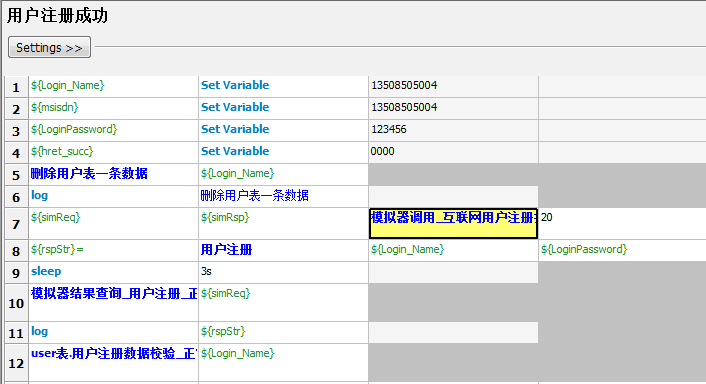 用户注册成功
Settings >>
1 ${Login_Name} Set Variable 13508505004
2 ${msisdn} Set Variable 13508505004
3 ${LoginPassword} Set Variable 123456
4 ${hret_succ} Set Variable 0000
5 删除用户表一条数据 ${Login_Name}
6 log 删除用户表一条数据
7 ${simReq} ${simRsp} 模拟器调用_互联网用户注册 20
8 ${rspStr}= 用户注册 ${Login_Name} ${LoginPassword}
9 sleep 3s
10 模拟器结果查询_用户注册_正 ${simReq}
11 log ${rspStr}
12 user表.用户注册数据校验_正 ${Login_Name}